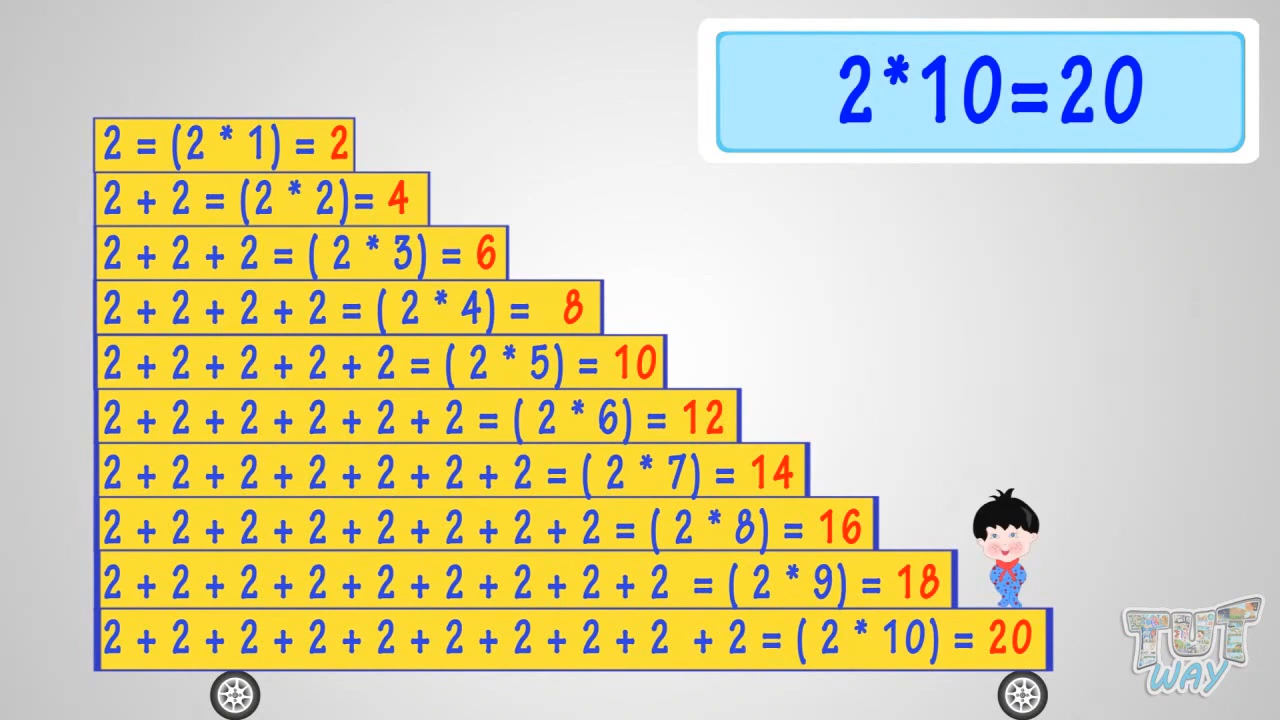 2*10=20
2 = (2 * 1) = 2
2 + 2 = (2 * 2)= 4
2 + 2 + 2 = ( 2 * 3) = 6
2 + 2 + 2 + 2 = ( 2 * 4) = 8
2 + 2 + 2 + 2 + 2 = ( 2 * 5) = 10
2 + 2 + 2 + 2 + 2 + 2 = ( 2 * 6) = 12
2 + 2 + 2 + 2 + 2 + 2 + 2 = ( 2 * 7) = 14
2 + 2 + 2 + 2 + 2 + 2 + 2 + 2 = ( 2 * 8) = 16
2 + 2 + 2 + 2 + 2 + 2 + 2 + 2 + 2 = ( 2 * 9) = 18
2 + 2 + 2 + 2 + 2 + 2 + 2 + 2 + 2 + 2 = ( 2 * 10) = 20
TUT
WAY